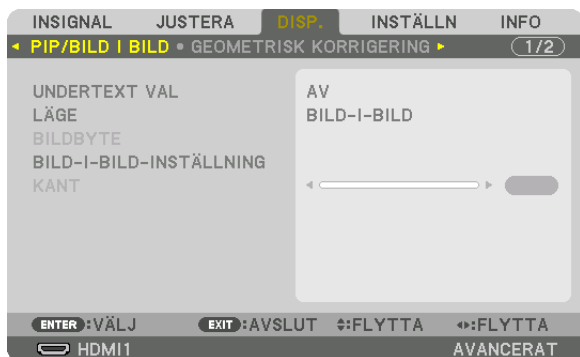 INSIGNAL JUSTERA DISP. INSTÄLLN INFO
PIP/BILD I BILD • GEOMETRISK KORRIGERING 1/2
UNDERTEXT VAL AV
LÄGE BILD-I-BILD
BILDBYTE
BILD-I-BILD-INSTÄLLNING
KANT
ENTER:VÄLJ EXIT:AVSLUT :FLYTTA :FLYTTA
HDMI1 AVANCERAT